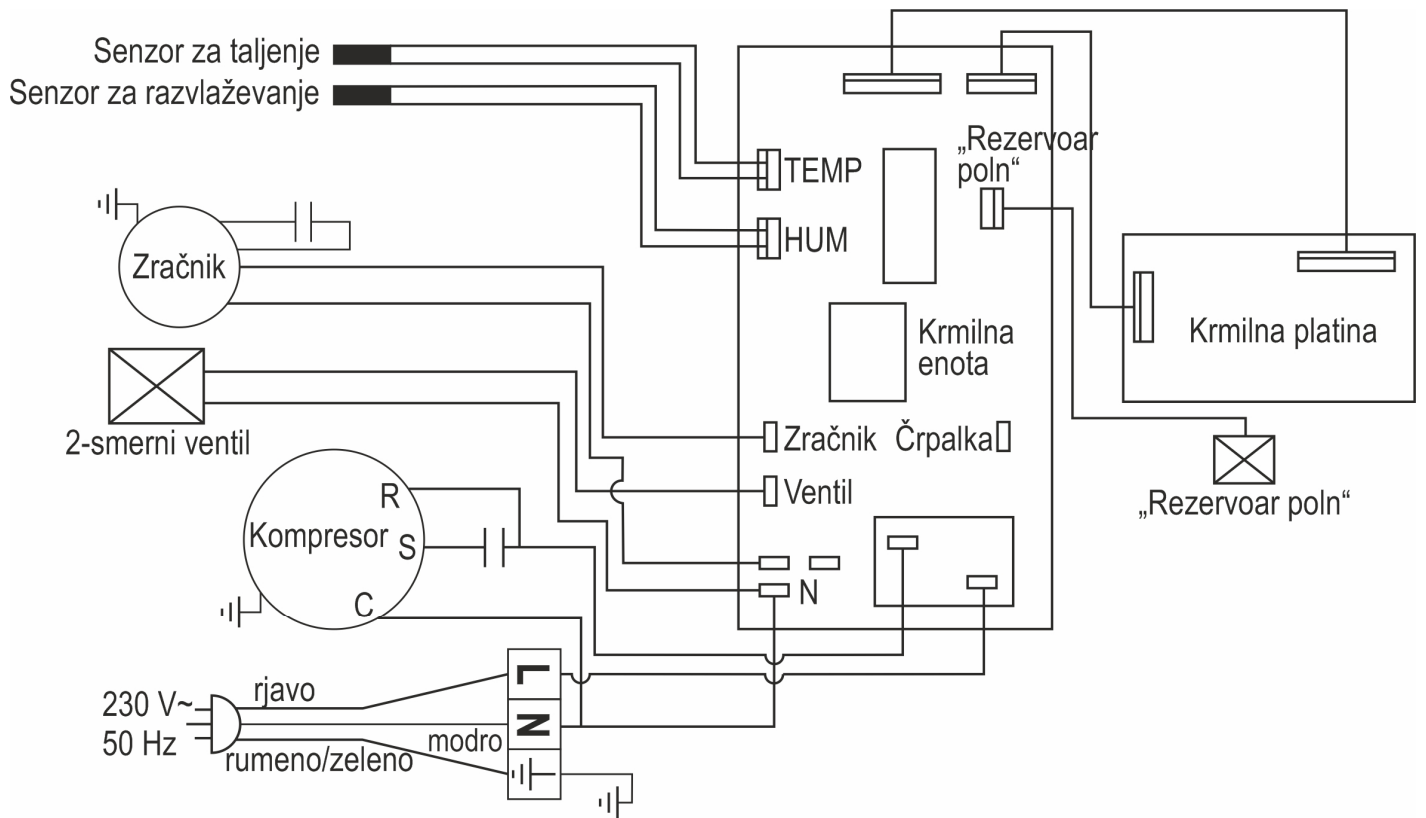 Senzor za taljenje
Senzor za razvlaževanje
„Rezervoar
poln“
TEMP
HUM
Zračnik
Krmilna
enota
Krmilna platina
2-smerni ventil
Zračnik
Črpalka
Ventil
„Rezervoar poln“
R
Kompresor
S
C
N
L
N
rjavo
230 V~
50 Hz
modro
rumeno/zeleno